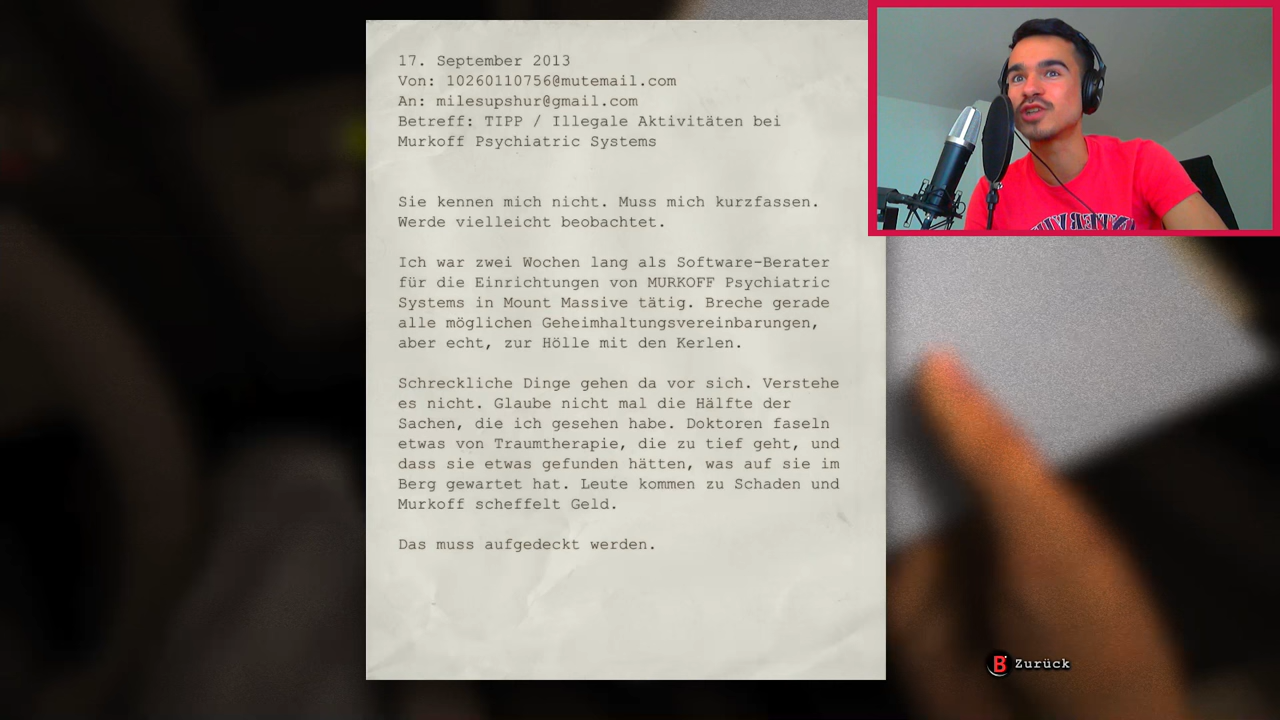 17. September 2013
Von: 10260110756@mutemail.com
An: milesupshur@gmail.com
Betreff: TIPP / Illegale Aktivitäten bei
Murkoff Psychiatric Systems
Sie kennen mich nicht. Muss mich kurzfassen.
Werde vielleicht beobachtet.
Ich war zwei Wochen lang als Software-Berater
für die Einrichtungen von MURKOFF Psychiatric
Systems in Mount Massive tätig. Breche gerade
alle möglichen Geheimhaltungsvereinbarungen,
aber echt, zur Hölle mit den Kerlen.
Schreckliche Dinge gehen da vor sich. Verstehe
es nicht. Glaube nicht mal die Hälfte der
Sachen, die ich gesehen habe. Doktoren faseln
etwas von Traumtherapie, die zu tief geht, und
dass sie etwas gefunden hätten, was auf sie im
Berg gewartet hat. Leute kommen zu Schaden und
Murkoff scheffelt Geld.
Das muss aufgedeckt werden.
B Zurück